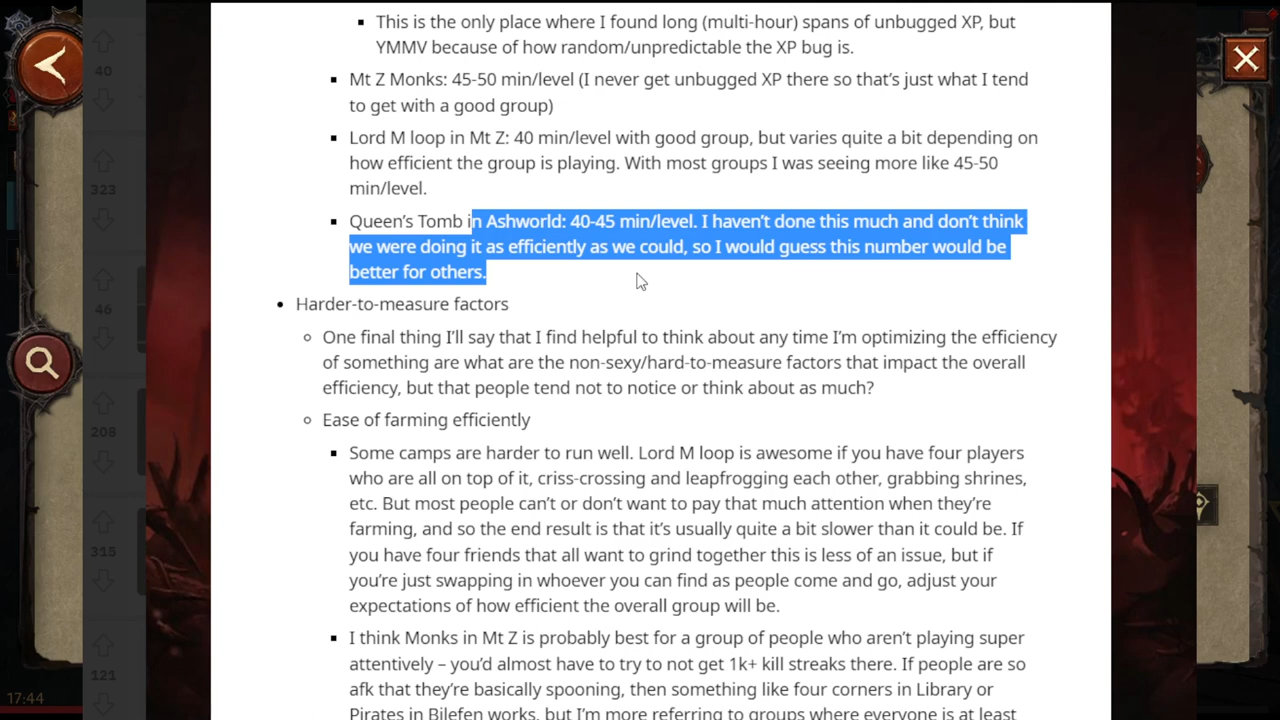 This is the only place where I found long (multi-hour) spans of unbugged XP, but
YMMV because of how random/unpredictable the XP bug is.
40
Mt Z Monks: 45-50 min/level (I never get unbugged XP there so that's just what I tend
to get with a good group)
Lord M loop in Mt Z: 40 min/level with good group, but varies quite a bit depending on
how efficient the group is playing. With most groups I was seeing more like 45-50
min/level.
323
Queen's Tomb in Ashworld: 40-45 min/level. I haven't done this much and don't think
we were doing it as efficiently as we could, so I would guess this number would be
better for others.
Harder-to-measure factors
46
One final thing I'll say that I find helpful to think about any time I'm optimizing the efficiency
of something are what are the non-sexy/hard-to-measure factors that impact the overall
efficiency, but that people tend not to notice or think about as much?
Ease of farming efficiently
208
Some camps are harder to run well. Lord M loop is awesome if you have four players
who are all on top of it, criss-crossing and leapfrogging each other, grabbing shrines,
etc. But most people can't or don't want to pay that much attention when they're
farming, and so the end result is that it's usually quite a bit slower than it could be. If
you have four friends that all want to grind together this is less of an issue, but if
315
you're just swapping in whoever you can find as people come and go, adjust your
expectations of how efficient the overall group will be.
I think Monks in Mt Z is probably best for a group of people who aren't playing super
attentively – you'd almost have to try to not get 1k+ kill streaks there. If people are so
121
afk that they're basically spooning, then something like four corners in Library or
17:44
Pirates in Bilefen works, but I'm more referring to groups where everyone is at least